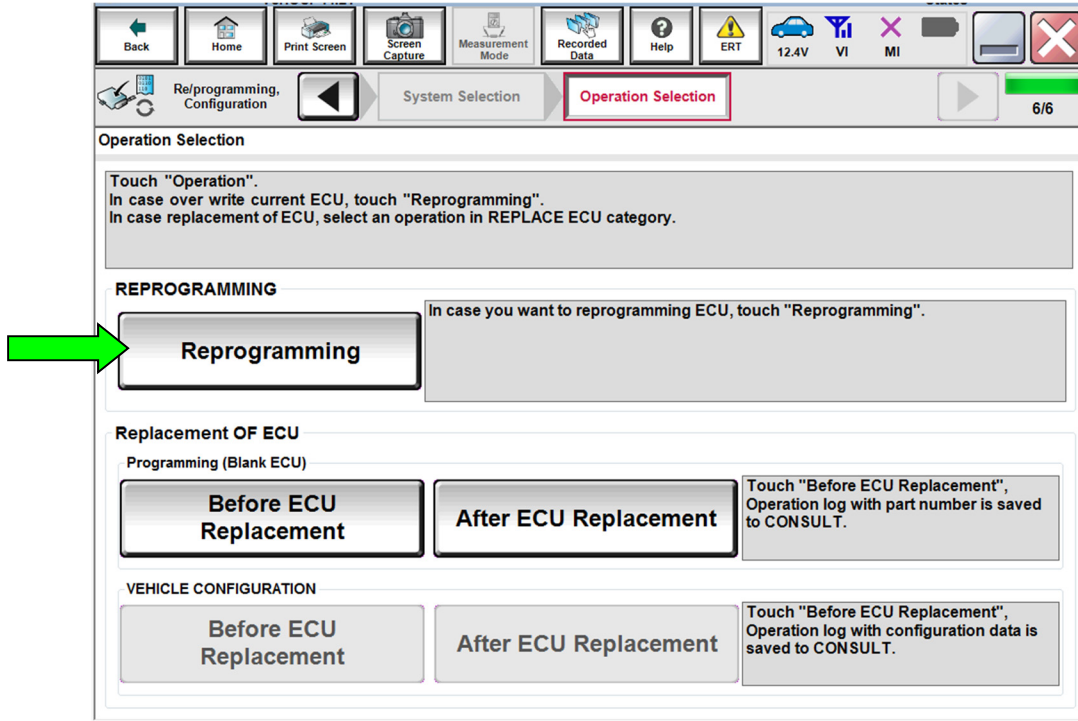 Back
Home
Print Screen
Screen
Capture
Measurement
Mode
Recorded
Data
Help
ERT
12.4V
VI
MI
Re/programming,
Configuration
System Selection
Operation Selection
6/6
Operation Selection
Touch "Operation".
In case over write current ECU, touch "Reprogramming".
In case replacement of ECU, select an operation in REPLACE ECU category.
REPROGRAMMING
Reprogramming
In case you want to reprogramming ECU, touch "Reprogramming".
Replacement OF ECU
Programming (Blank ECU)
Before ECU
Replacement
After ECU Replacement
Touch "Before ECU Replacement",
Operation log with part number is saved
to CONSULT.
VEHICLE CONFIGURATION
Before ECU
Replacement
After ECU Replacement
Touch "Before ECU Replacement",
Operation log with configuration data is
saved to CONSULT.